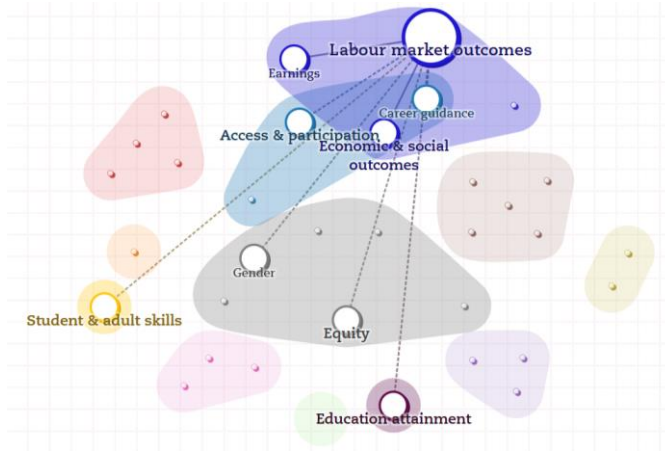 Labour market outcomes
Earnings
Career guidance
Access & participation
Economic & social
outcomes
Gender
Student & adult skills
Equity
Education attainment